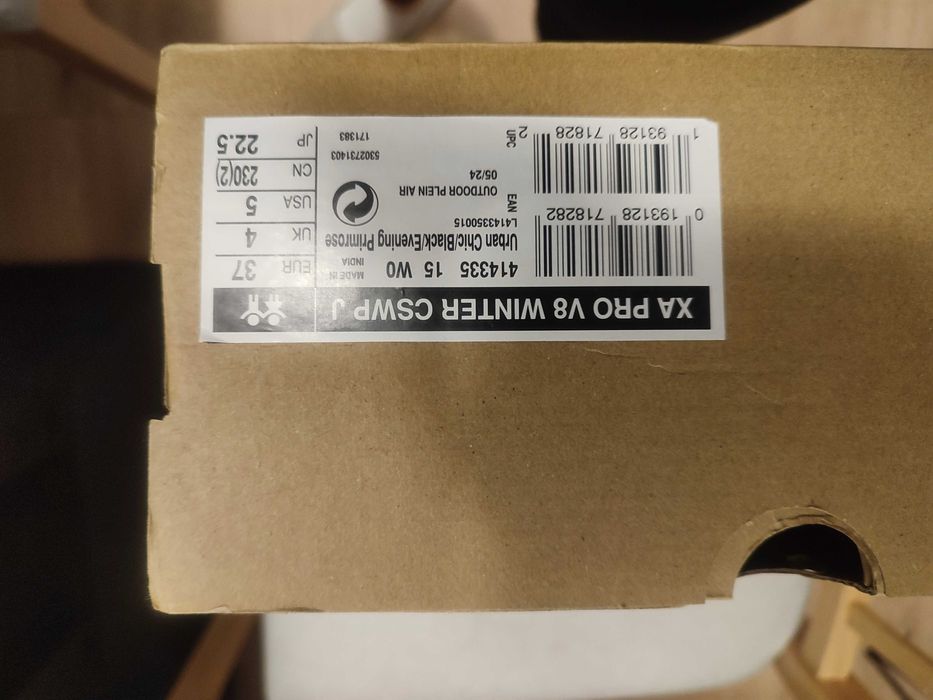 XA PRO V8 WINTER CSWP J
414335 15 W0
MADE IN
INDIA
Urban Chic/Black/Evening Primrose
L4143350015
OUTDOOR PLEIN AIR
05/24
5302731403
171383
EUR 37
UK 4
USA 5
CN 230(2)
JP 22.5
EAN
0 193128 718282
UPC
1 93128 71828 2